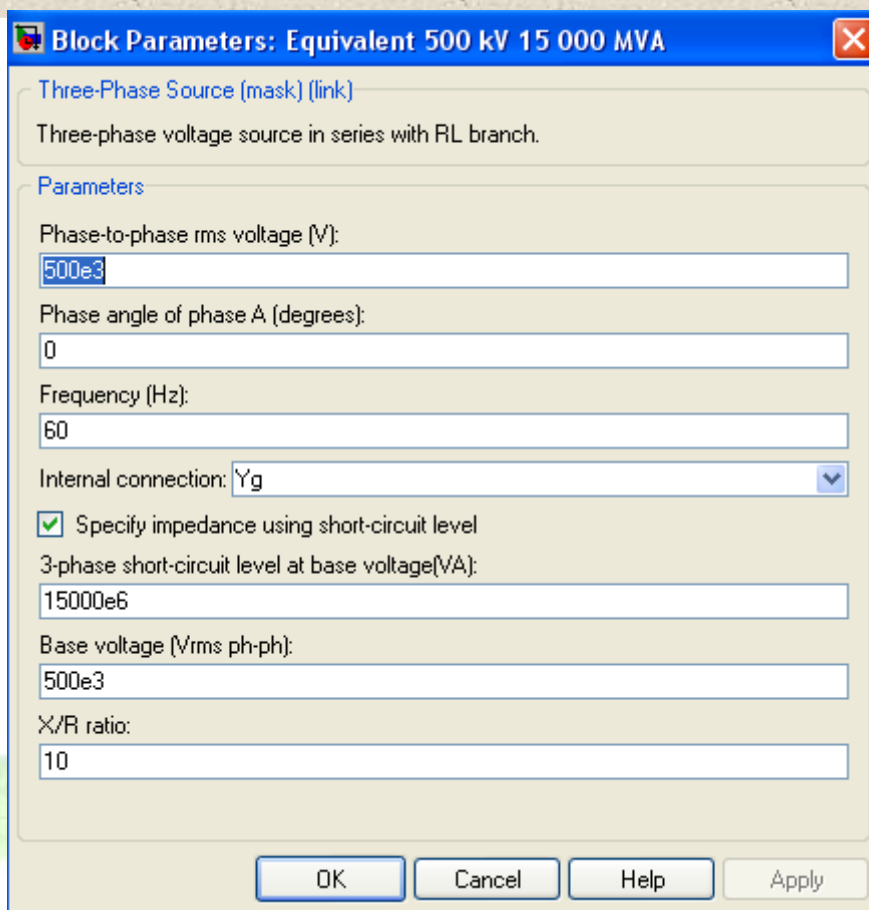 Block Parameters: Equivalent 500 kV 15 000 MVA
Three-Phase Source (mask) (link)
Three-phase voltage source in series with RL branch.
Parameters
Phase-to-phase rms voltage (V):
500e3
Phase angle of phase A (degrees):
0
Frequency (Hz):
60
Internal connection: Yg
Specify impedance using short-circuit level
3-phase short-circuit level at base voltage(VA):
15000e6
Base voltage (Vrms ph-ph):
500e3
X/R ratio:
10
OK Cancel Help Apply